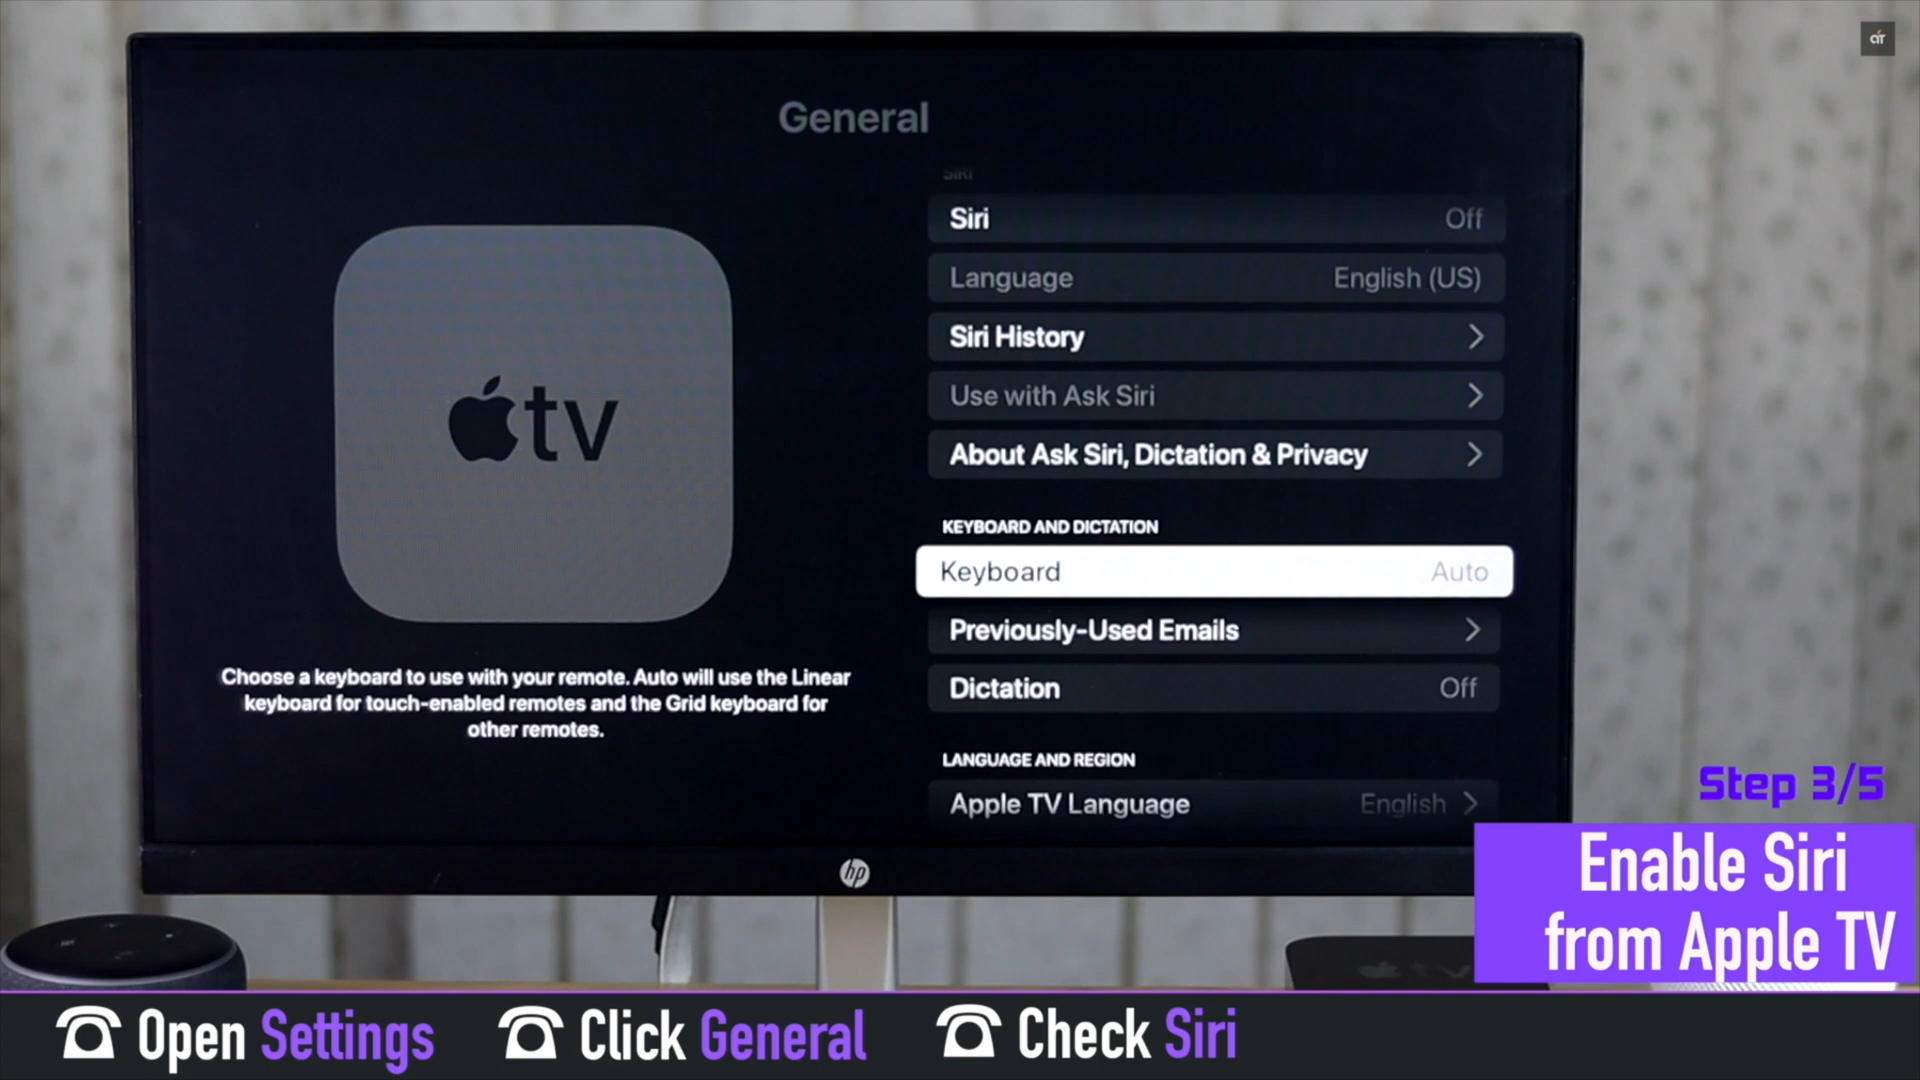 General
SIRI
Siri Off
Language English (US)
Siri History
Use with Ask Siri
About Ask Siri, Dictation & Privacy
KEYBOARD AND DICTATION
Keyboard Auto
Previously-Used Emails
Dictation Off
LANGUAGE AND REGION
Apple TV Language English
tv
Choose a keyboard to use with your remote. Auto will use the Linear
keyboard for touch-enabled remotes and the Grid keyboard for
other remotes.
hp
tv
Step 3/5
Enable Siri
from Apple TV
Open Settings
Click General
Check Siri